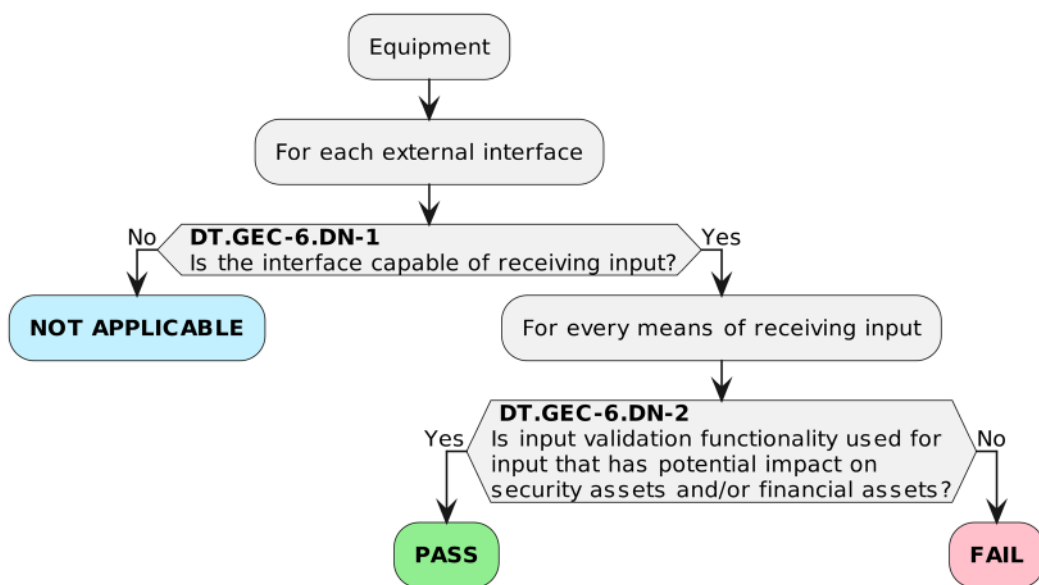 Equipment
For each external interface
No
DT.GEC-6.DN-1
Yes
Is the interface capable of receiving input?
NOT APPLICABLE
For every means of receiving input
DT.GEC-6.DN-2
Yes
Is input validation functionality used for
No
input that has potential impact on
security assets and/or financial assets?
PASS
FAIL